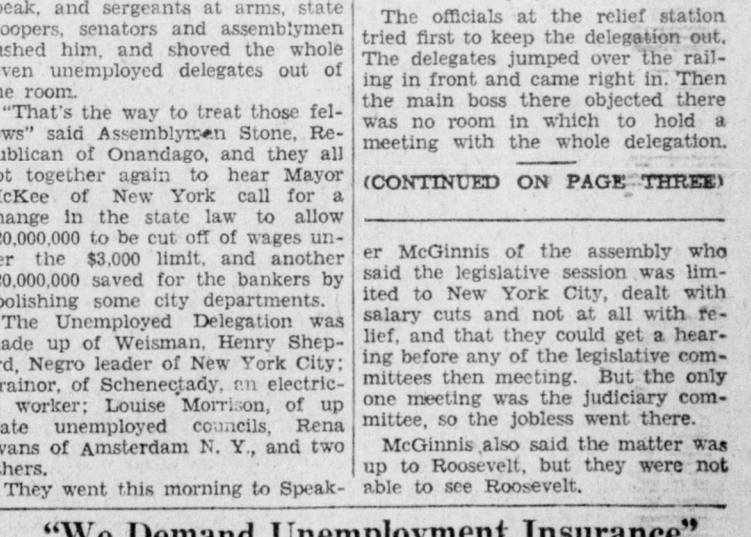 eak, and sergeants at arms, state
oopers, senators and assemblymen
shed him, and shoved the whole
ven unemployed delegates out of
e room.
"That's the way to treat those fel-
ws" said Assemblymen Stone, Re-
ublican of Onandago, and they all
ot together again to hear Mayor
cKee of New York call for a
hange in the state law to allow
20,000,000 to be cut off of wages un-
er the $3,000 limit, and another
20,000,000 saved for the bankers by
bolishing some city departments.
The Unemployed Delegation was
ade up of Weisman, Henry Shep-
rd, Negro leader of New York City;
rainor, of Schenectady, an electric-
worker; Louise Morrison, of up
ate unemployed councils, Rena
vans of Amsterdam N. Y., and two
hers.
They went this morning to Speak-
The officials at the relief station
tried first to keep the delegation out.
The delegates jumped over the rail-
ing in front and came right in. Then
the main boss there objected there
was no room in which to hold a
meeting with the whole delegation.
(CONTINUED ON PAGE THREE)
er McGinnis of the assembly who
said the legislative session was lim-
ited to New York City, dealt with
salary cuts and not at all with re-
lief, and that they could get a hear-
ing before any of the legislative com-
mittees then meeting. But the only
one meeting was the judiciary com-
mittee, so the jobless went there.
McGinnis also said the matter was
up to Roosevelt, but they were not
able to see Roosevelt.
"We Demand Unemployment Insurance"